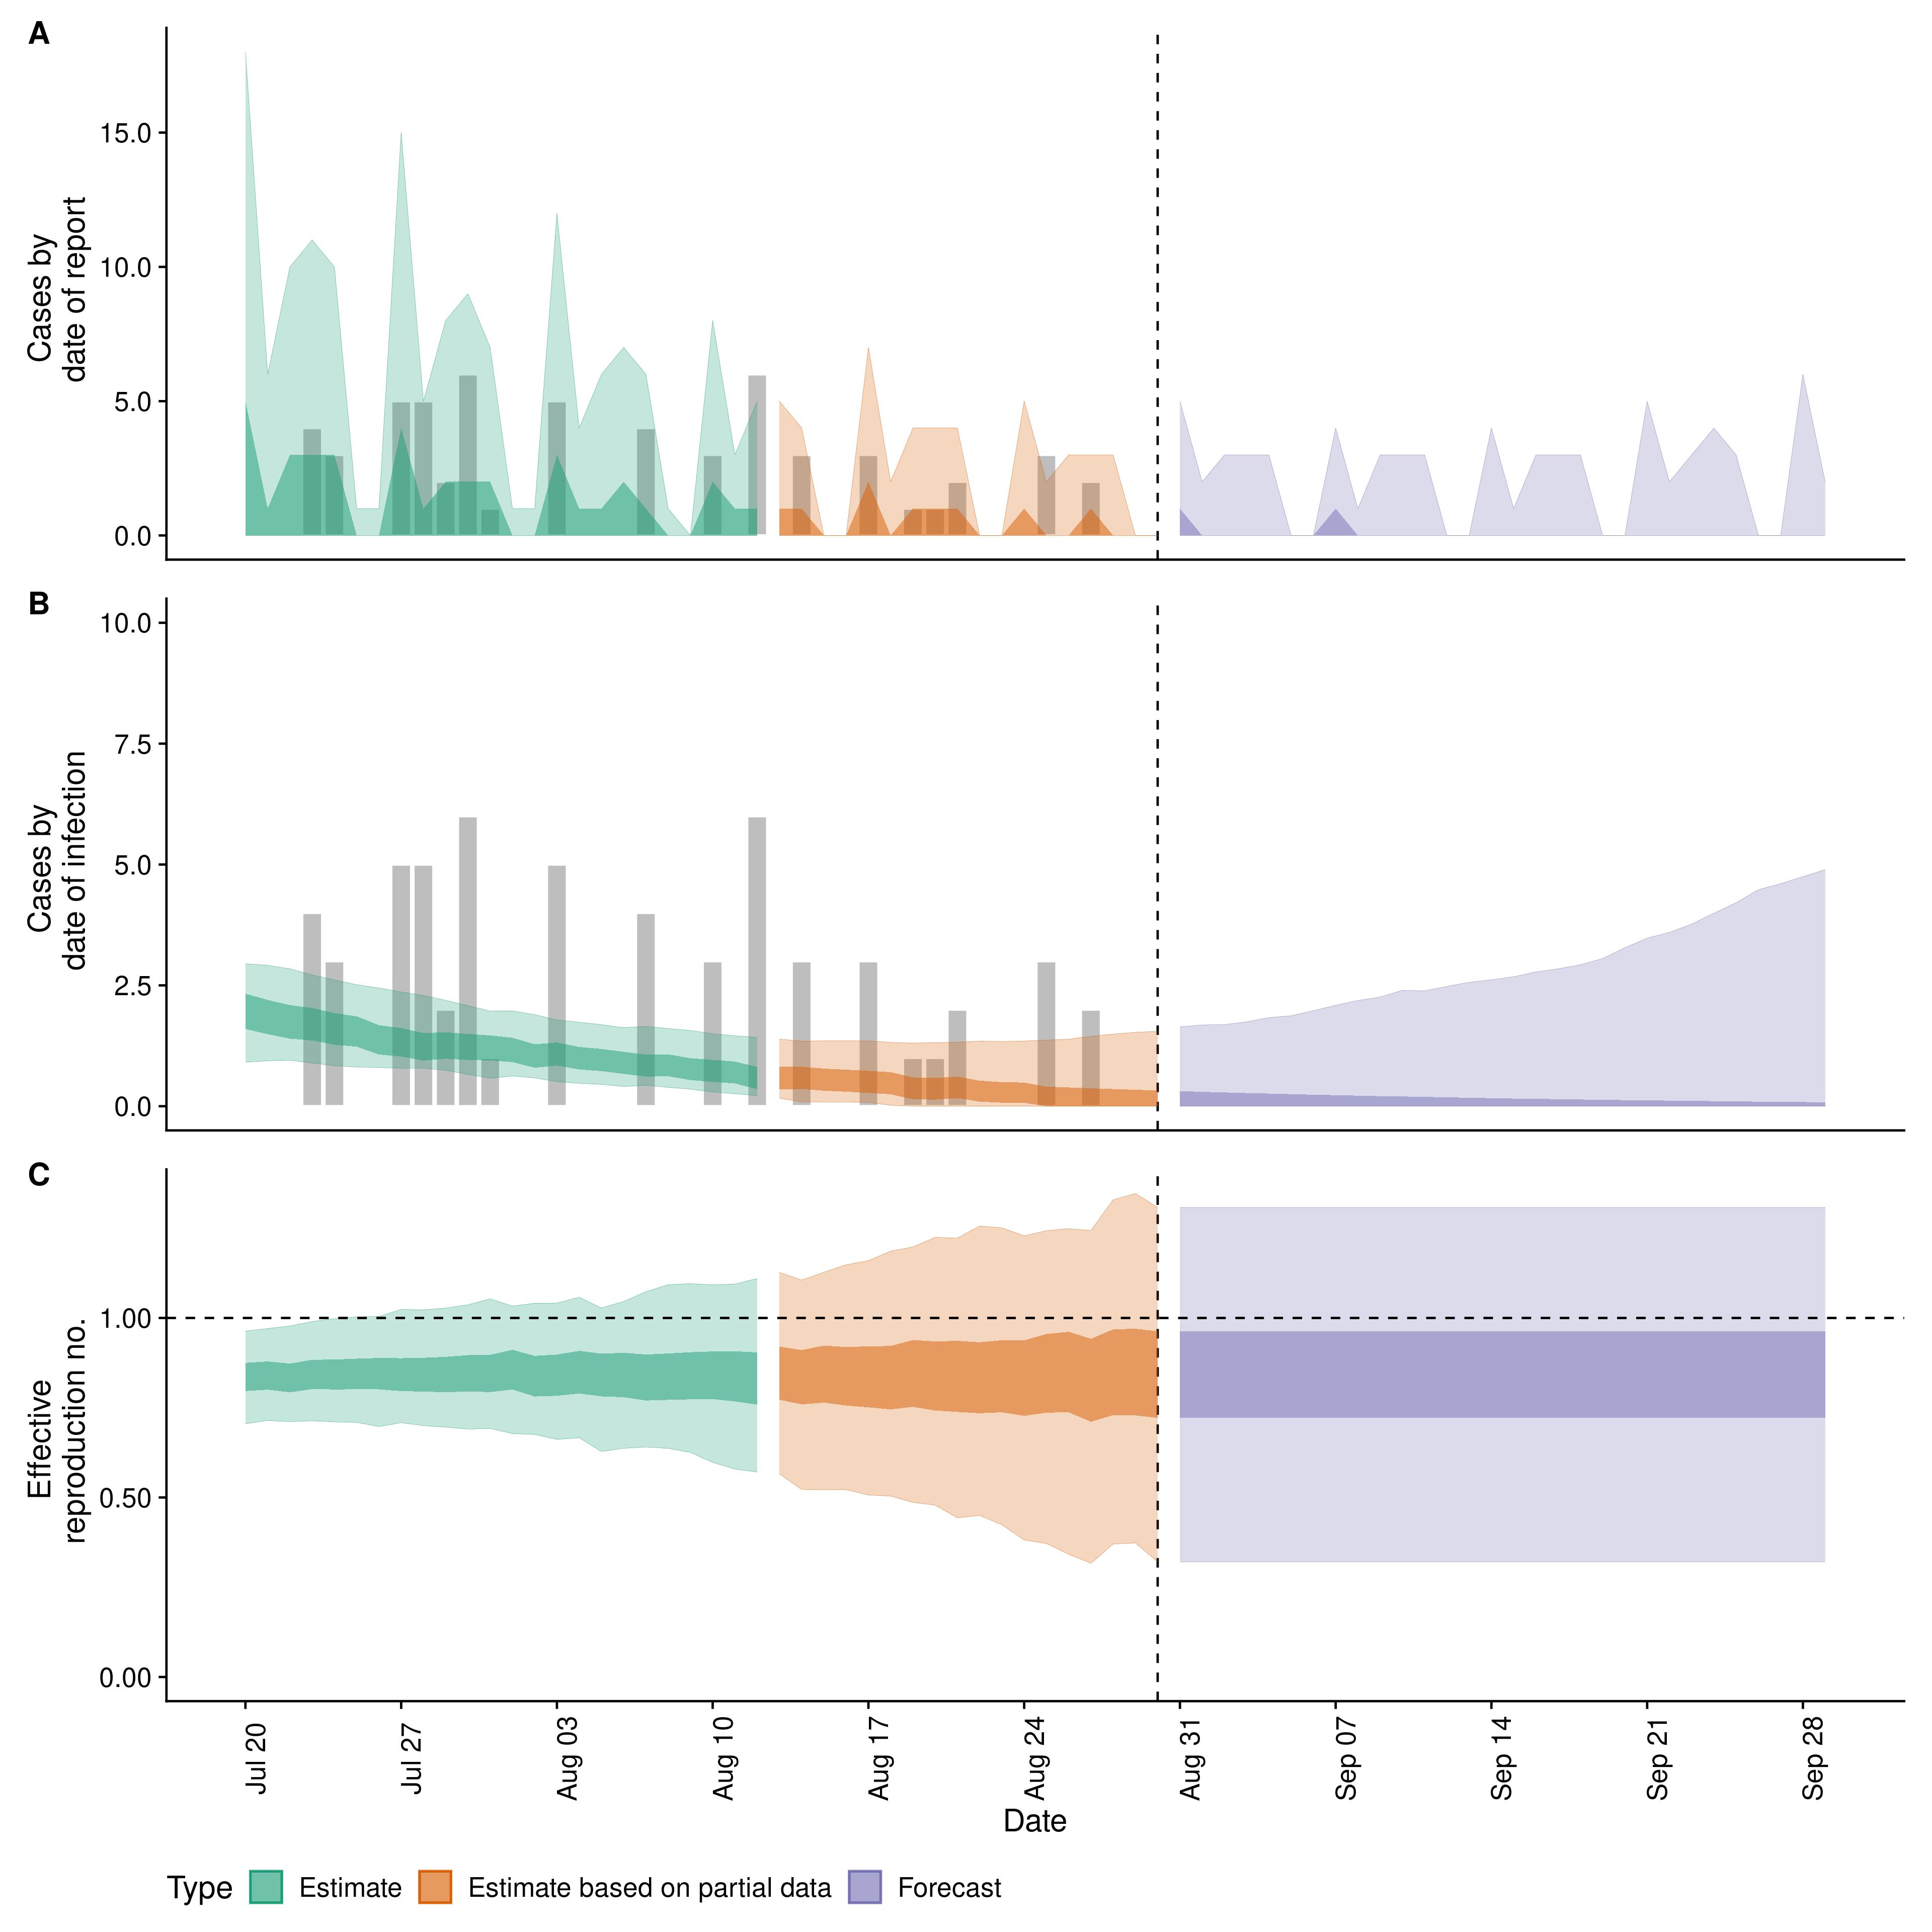 A
Cases by
date of report
15.0
10.0
5.0
0.0
B
Cases by
date of infection
10.0
7.5
5.0
2.5
0.0
C
Effective
reproduction no.
1.00
0.50
0.00
Jul 20
Jul 27
Aug 03
Aug 10
Aug 17
Aug 24
Aug 31
Sep 07
Sep 14
Sep 21
Sep 28
Date
Type Estimate Estimate based on partial data Forecast